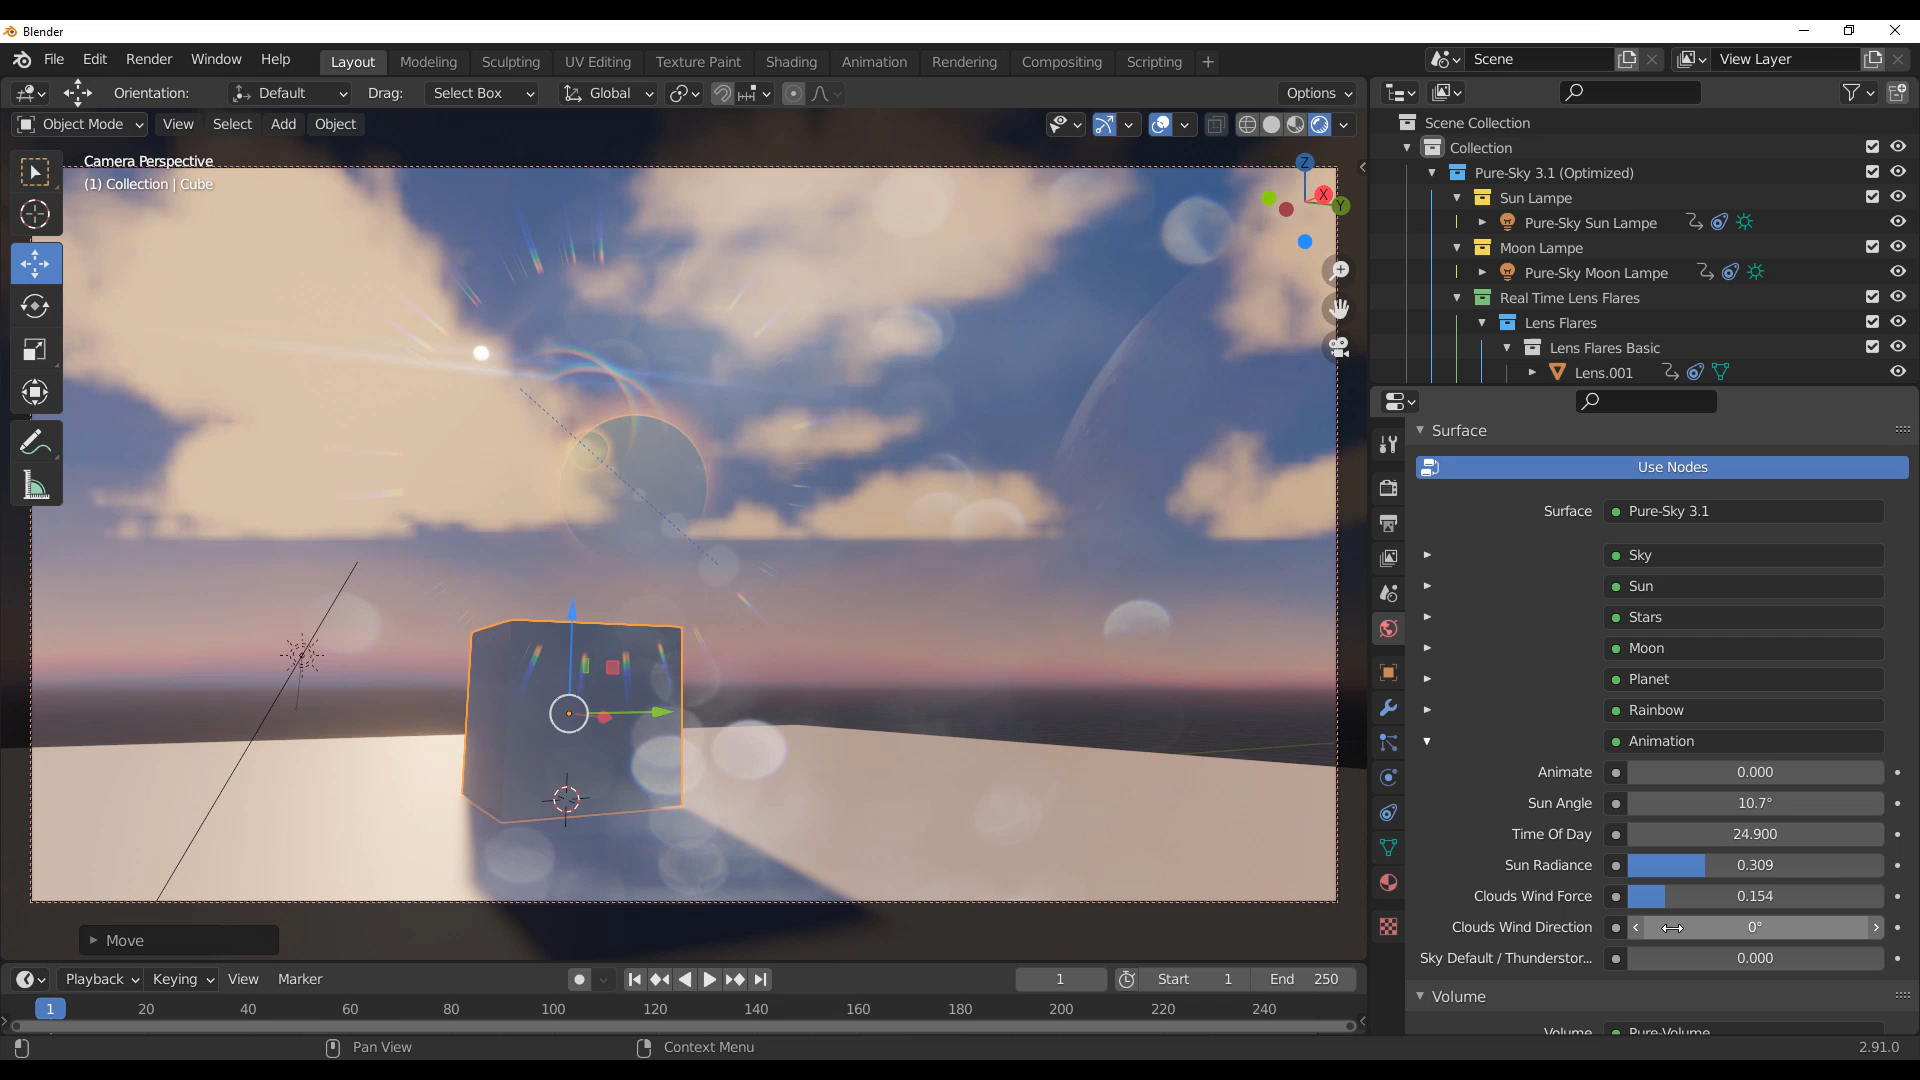 Blender
File Edit Render Window Help Layout Modeling Sculpting UV Editing Texture Paint Shading Animation Rendering Compositing Scripting + Scene View Layer
Orientation: Default Drag: Select Box Global Options
Object Mode View Select Add Object
Camera Perspective
(1) Collection | Cube
Z
X
Y
Move
Scene Collection
Collection
Pure-Sky 3.1 (Optimized)
Sun Lampe
Pure-Sky Sun Lampe
Moon Lampe
Pure-Sky Moon Lampe
Real Time Lens Flares
Lens Flares
Lens Flares Basic
Lens.001
Surface
Use Nodes
Surface Pure-Sky 3.1
Sky
Sun
Stars
Moon
Planet
Rainbow
Animation
Animate 0.000
Sun Angle 10.7°
Time Of Day 24.900
Sun Radiance 0.309
Clouds Wind Force 0.154
Clouds Wind Direction 0°
Sky Default / Thunderstor... 0.000
Volume
Volume Pure-Volume
Playback Keying View Marker 1 Start 1 End 250
1 20 40 60 80 100 120 140 160 180 200 220 240
Pan View Context Menu 2.91.0